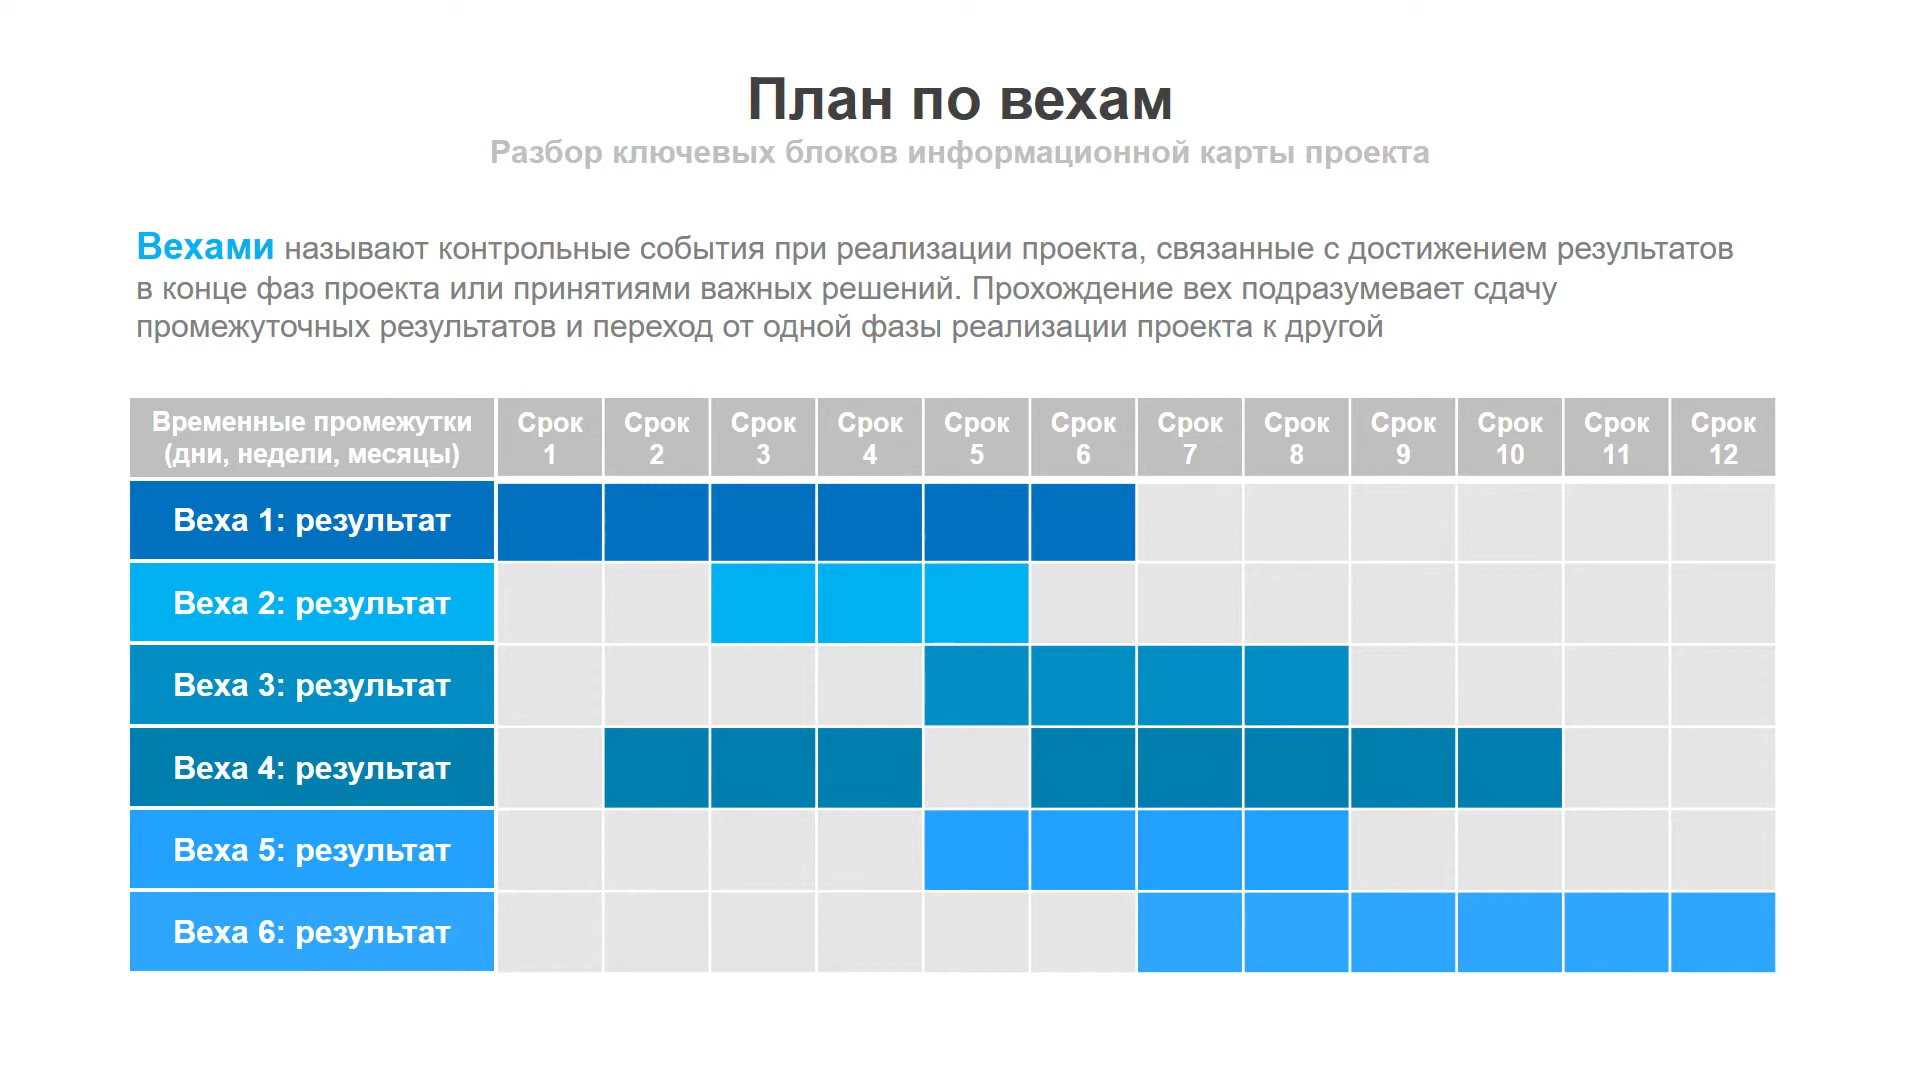 План по вехам
Разбор ключевых блоков информационной карты проекта
Вехами называют контрольные события при реализации проекта, связанные с достижением результатов
в конце фаз проекта или принятиями важных решений. Прохождение вех подразумевает сдачу
промежуточных результатов и переход от одной фазы реализации проекта к другой
Временные промежутки
(дни, недели, месяцы)
Срок
1
Срок
2
Срок
3
Срок
4
Срок
5
Срок
6
Срок
7
Срок
8
Срок
9
Срок
10
Срок
11
Срок
12
Веха 1: результат
Веха 2: результат
Веха 3: результат
Веха 4: результат
Веха 5: результат
Веха 6: результат